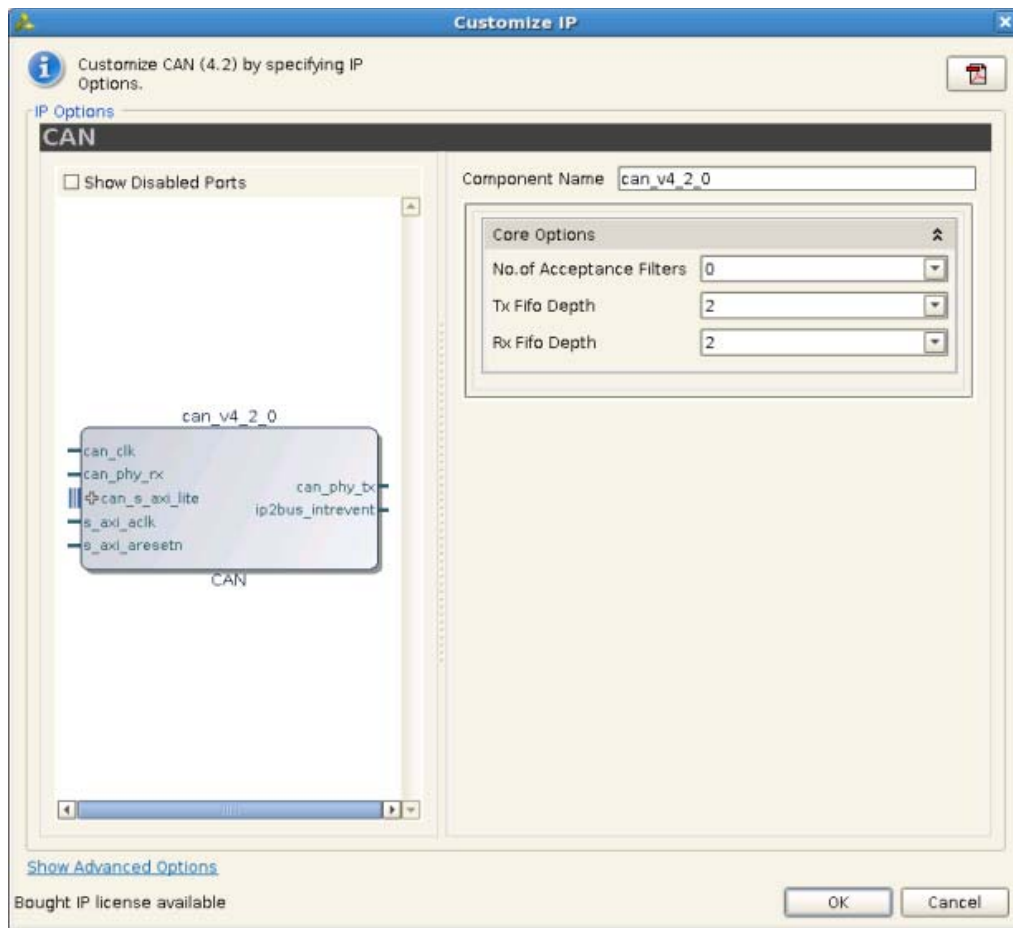 Customize IP
Customize CAN (4.2) by specifying IP
Options.
IP Options
CAN
Show Disabled Ports
Component Name can_v4_2_0
Core Options
No.of Acceptance Filters 0
Tx Fifo Depth 2
Rx Fifo Depth 2
can_v4_2_0
can_clk
can_phy_rx
can_s_axi_lite
s_axi_aclk
s_axi_aresetn
can_phy_tx
ip2bus_intrevent
CAN
Show Advanced Options
Bought IP license available
OK
Cancel